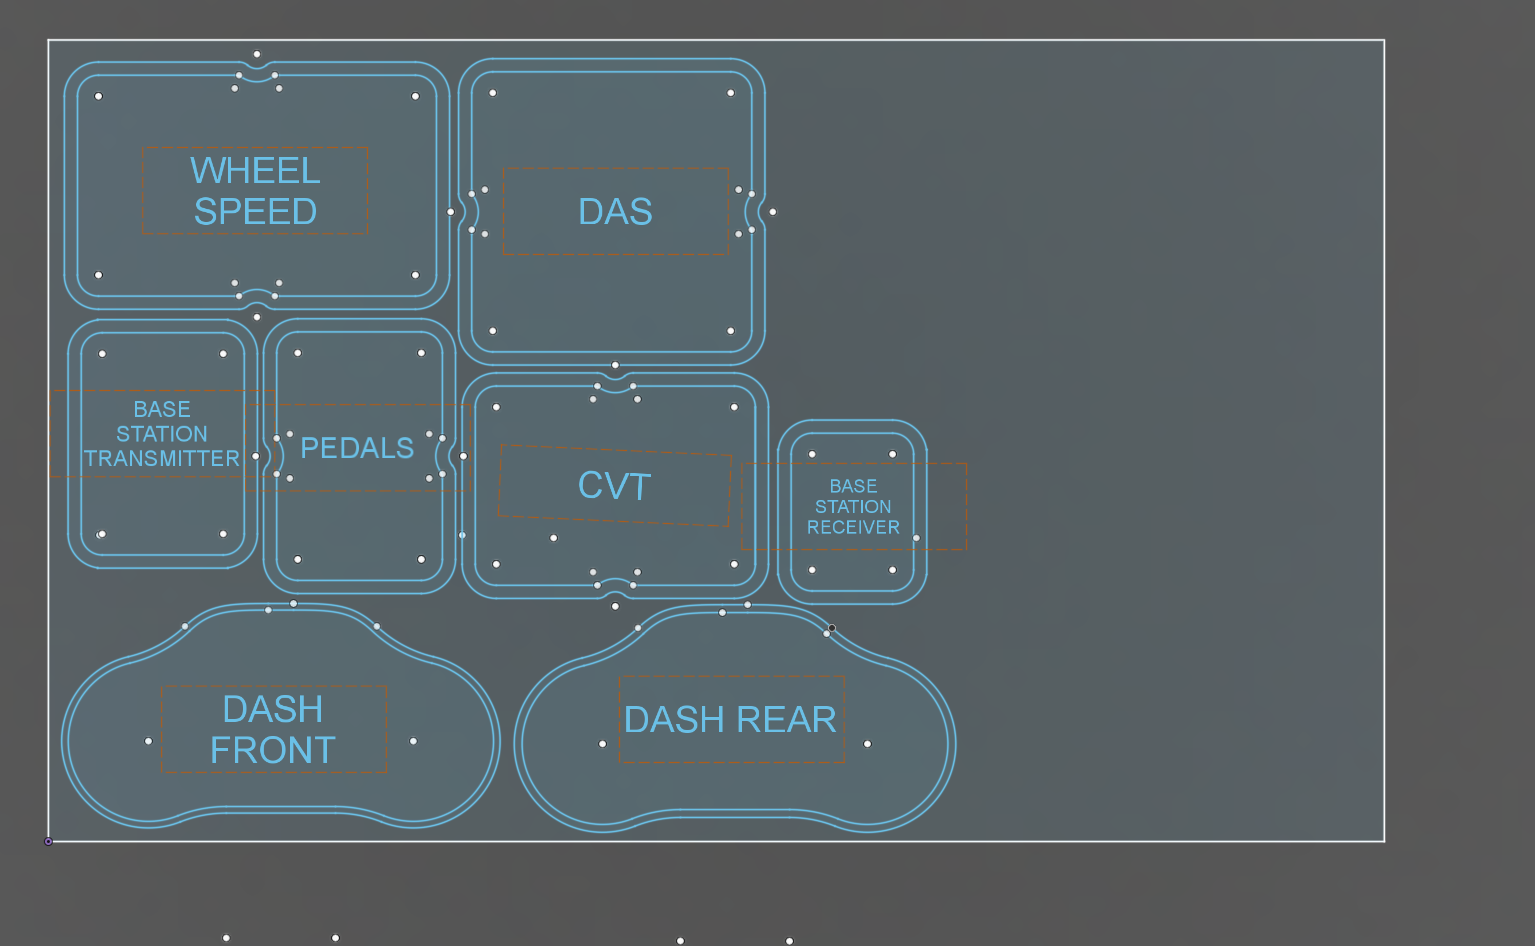 WHEEL
SPEED
DAS
BASE
STATION
TRANSMITTER
PEDALS
CVT
BASE
STATION
RECEIVER
DASH
FRONT
DASH REAR